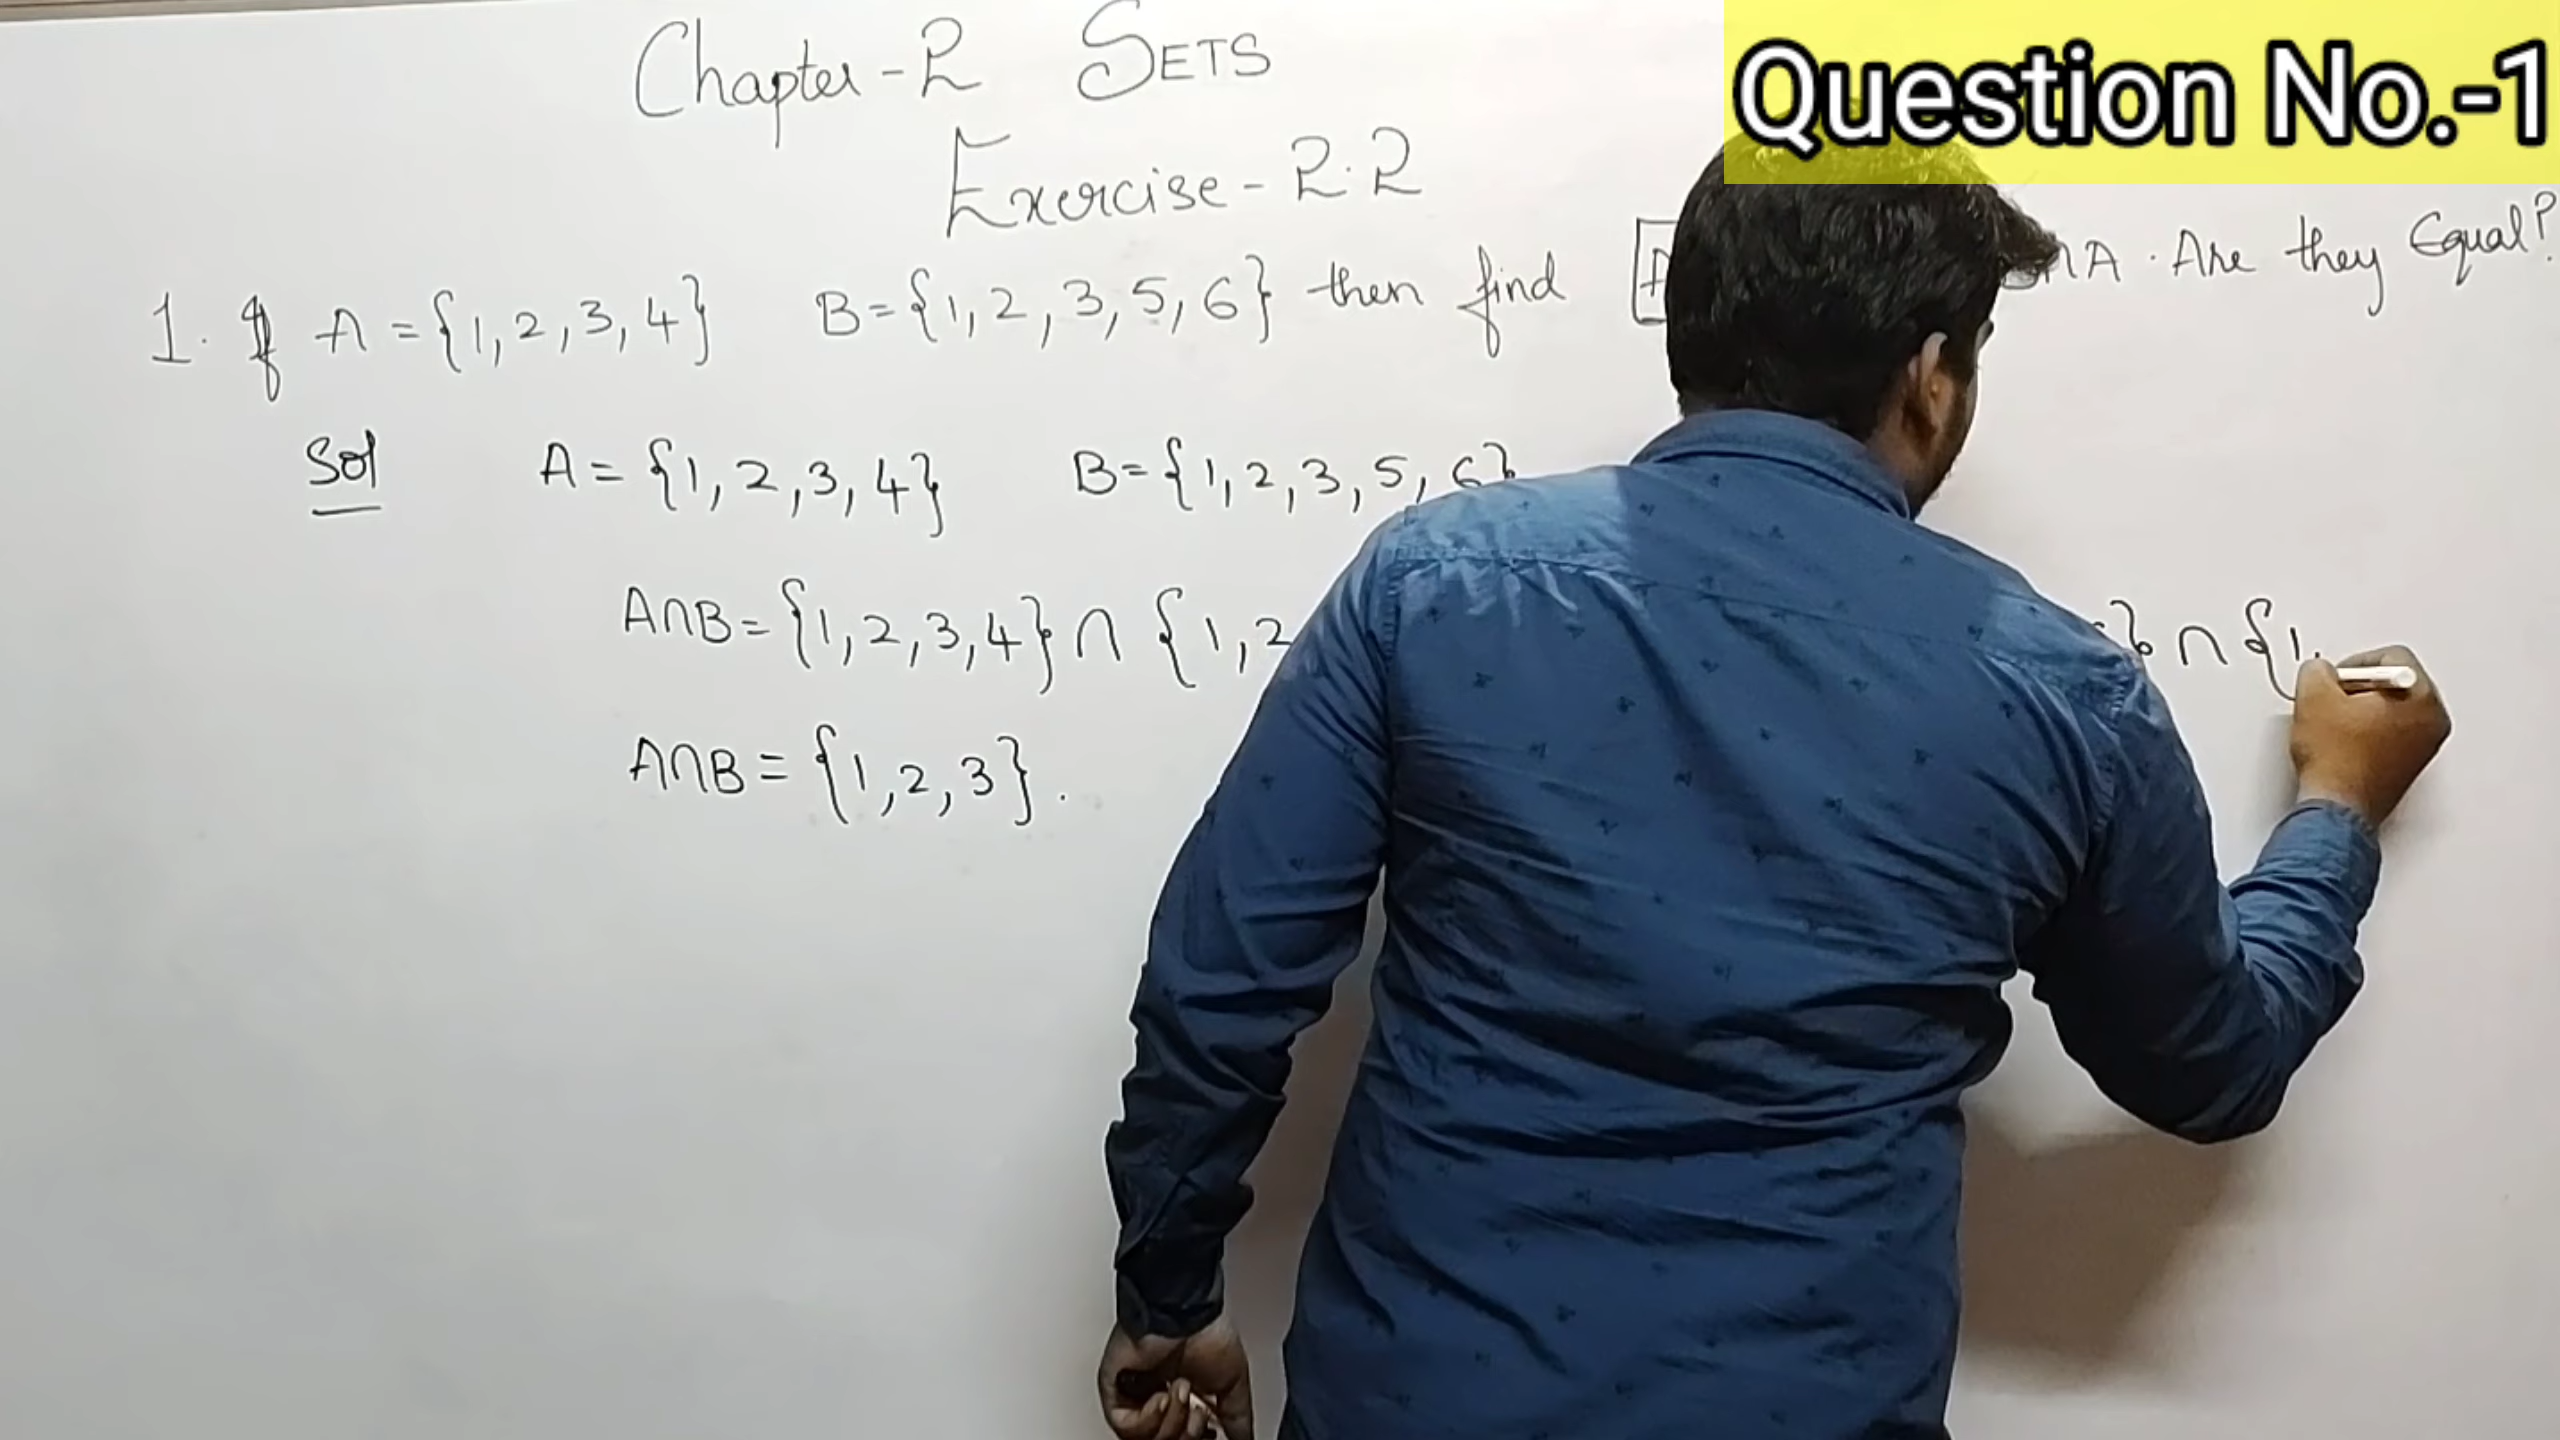 Question No.-1
Chapter-2 SETS
Exercise-2.2
1. If A = {1, 2, 3, 4} B = {1, 2, 3, 5, 6} then find ∩A. Are they Equal?
Sol A = {1, 2, 3, 4} B = {1, 2, 3, 5, 6}
A∩B = {1, 2, 3, 4} ∩ {1, 2 } ∩ {1,
A∩B = {1, 2, 3}.